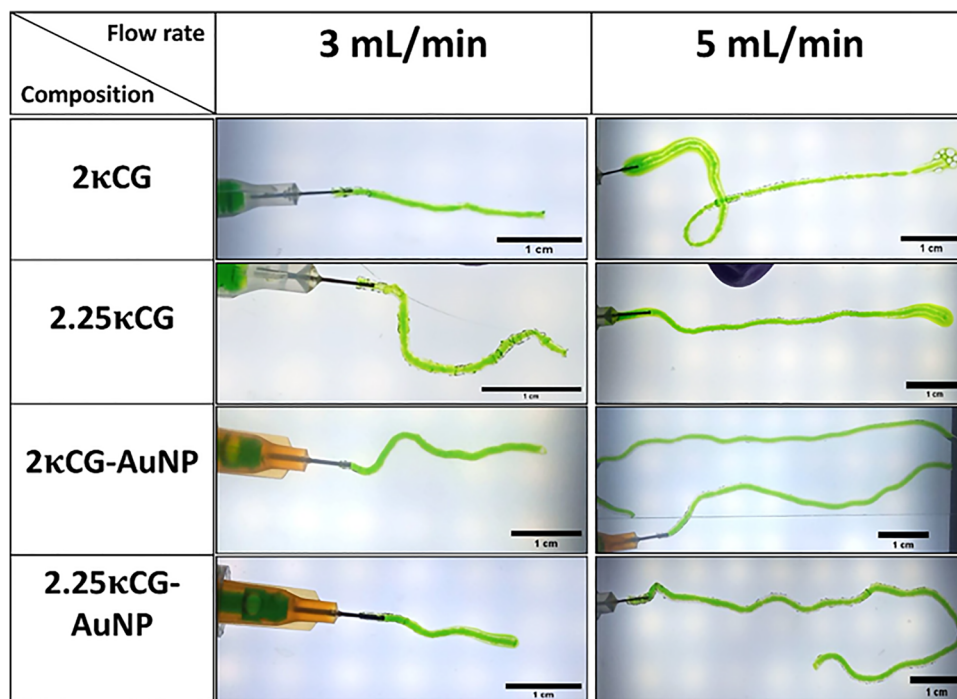 Flow rate
Composition
3 mL/min
5 mL/min
2κCG
1 cm
1 cm
2.25κCG
1 cm
1 cm
2κCG-AuNP
1 cm
1 cm
2.25κCG-
AuNP
1 cm
1 cm